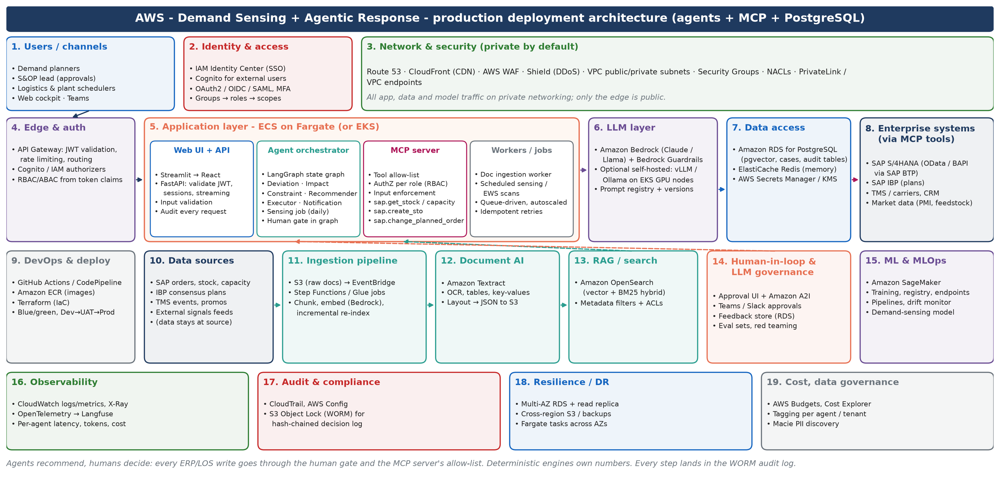 AWS - Demand Sensing + Agentic Response - production deployment architecture (agents + MCP + PostgreSQL)
1. Users / channels
• Demand planners
• S&OP lead (approvals)
• Logistics & plant schedulers
• Web cockpit · Teams
2. Identity & access
• IAM Identity Center (SSO)
• Cognito for external users
• OAuth2 / OIDC / SAML, MFA
• Groups → roles → scopes
3. Network & security (private by default)
Route 53 · CloudFront (CDN) · AWS WAF · Shield (DDoS) · VPC public/private subnets · Security Groups · NACLs · PrivateLink /
VPC endpoints
All app, data and model traffic on private networking; only the edge is public.
4. Edge & auth
• API Gateway: JWT validation,
rate limiting, routing
• Cognito / IAM authorizers
• RBAC/ABAC from token claims
5. Application layer - ECS on Fargate (or EKS)
Web UI + API
• Streamlit → React
• FastAPI: validate JWT,
sessions, streaming
• Input validation
• Audit every request
Agent orchestrator
• LangGraph state graph
• Deviation · Impact
• Constraint · Recommender
• Executor · Notification
• Sensing job (daily)
• Human gate in graph
MCP server
• Tool allow-list
• AuthZ per role (RBAC)
• Input enforcement
• sap.get_stock / capacity
• sap.create_sto
• sap.change_planned_order
Workers / jobs
• Doc ingestion worker
• Scheduled sensing /
EWS scans
• Queue-driven, autoscaled
• Idempotent retries
6. LLM layer
• Amazon Bedrock (Claude /
Llama) + Bedrock Guardrails
• Optional self-hosted: vLLM /
Ollama on EKS GPU nodes
• Prompt registry + versions
7. Data access
• Amazon RDS for PostgreSQL
(pgvector, cases, audit tables)
• ElastiCache Redis (memory)
• AWS Secrets Manager / KMS
8. Enterprise systems
(via MCP tools)
• SAP S/4HANA (OData / BAPI
via SAP BTP)
• SAP IBP (plans)
• TMS / carriers, CRM
• Market data (PMI, feedstock)
9. DevOps & deploy
• GitHub Actions / CodePipeline
• Amazon ECR (images)
• Terraform (IaC)
• Blue/green, Dev→UAT→Prod
10. Data sources
• SAP orders, stock, capacity
• IBP consensus plans
• TMS events, promos
• External signals feeds
• (data stays at source)
11. Ingestion pipeline
• S3 (raw docs) → EventBridge
• Step Functions / Glue jobs
• Chunk, embed (Bedrock),
incremental re-index
12. Document AI
• Amazon Textract
• OCR, tables, key-values
• Layout → JSON to S3
13. RAG / search
• Amazon OpenSearch
(vector + BM25 hybrid)
• Metadata filters + ACLs
14. Human-in-loop &
LLM governance
• Approval UI + Amazon A2I
• Teams / Slack approvals
• Feedback store (RDS)
• Eval sets, red teaming
15. ML & MLOps
• Amazon SageMaker
• Training, registry, endpoints
• Pipelines, drift monitor
• Demand-sensing model
16. Observability
• CloudWatch logs/metrics, X-Ray
• OpenTelemetry → Langfuse
• Per-agent latency, tokens, cost
17. Audit & compliance
• CloudTrail, AWS Config
• S3 Object Lock (WORM) for
hash-chained decision log
18. Resilience / DR
• Multi-AZ RDS + read replica
• Cross-region S3 / backups
• Fargate tasks across AZs
19. Cost, data governance
• AWS Budgets, Cost Explorer
• Tagging per agent / tenant
• Macie PII discovery
Agents recommend, humans decide: every ERP/LOS write goes through the human gate and the MCP server's allow-list. Deterministic engines own numbers. Every step lands in the WORM audit log.